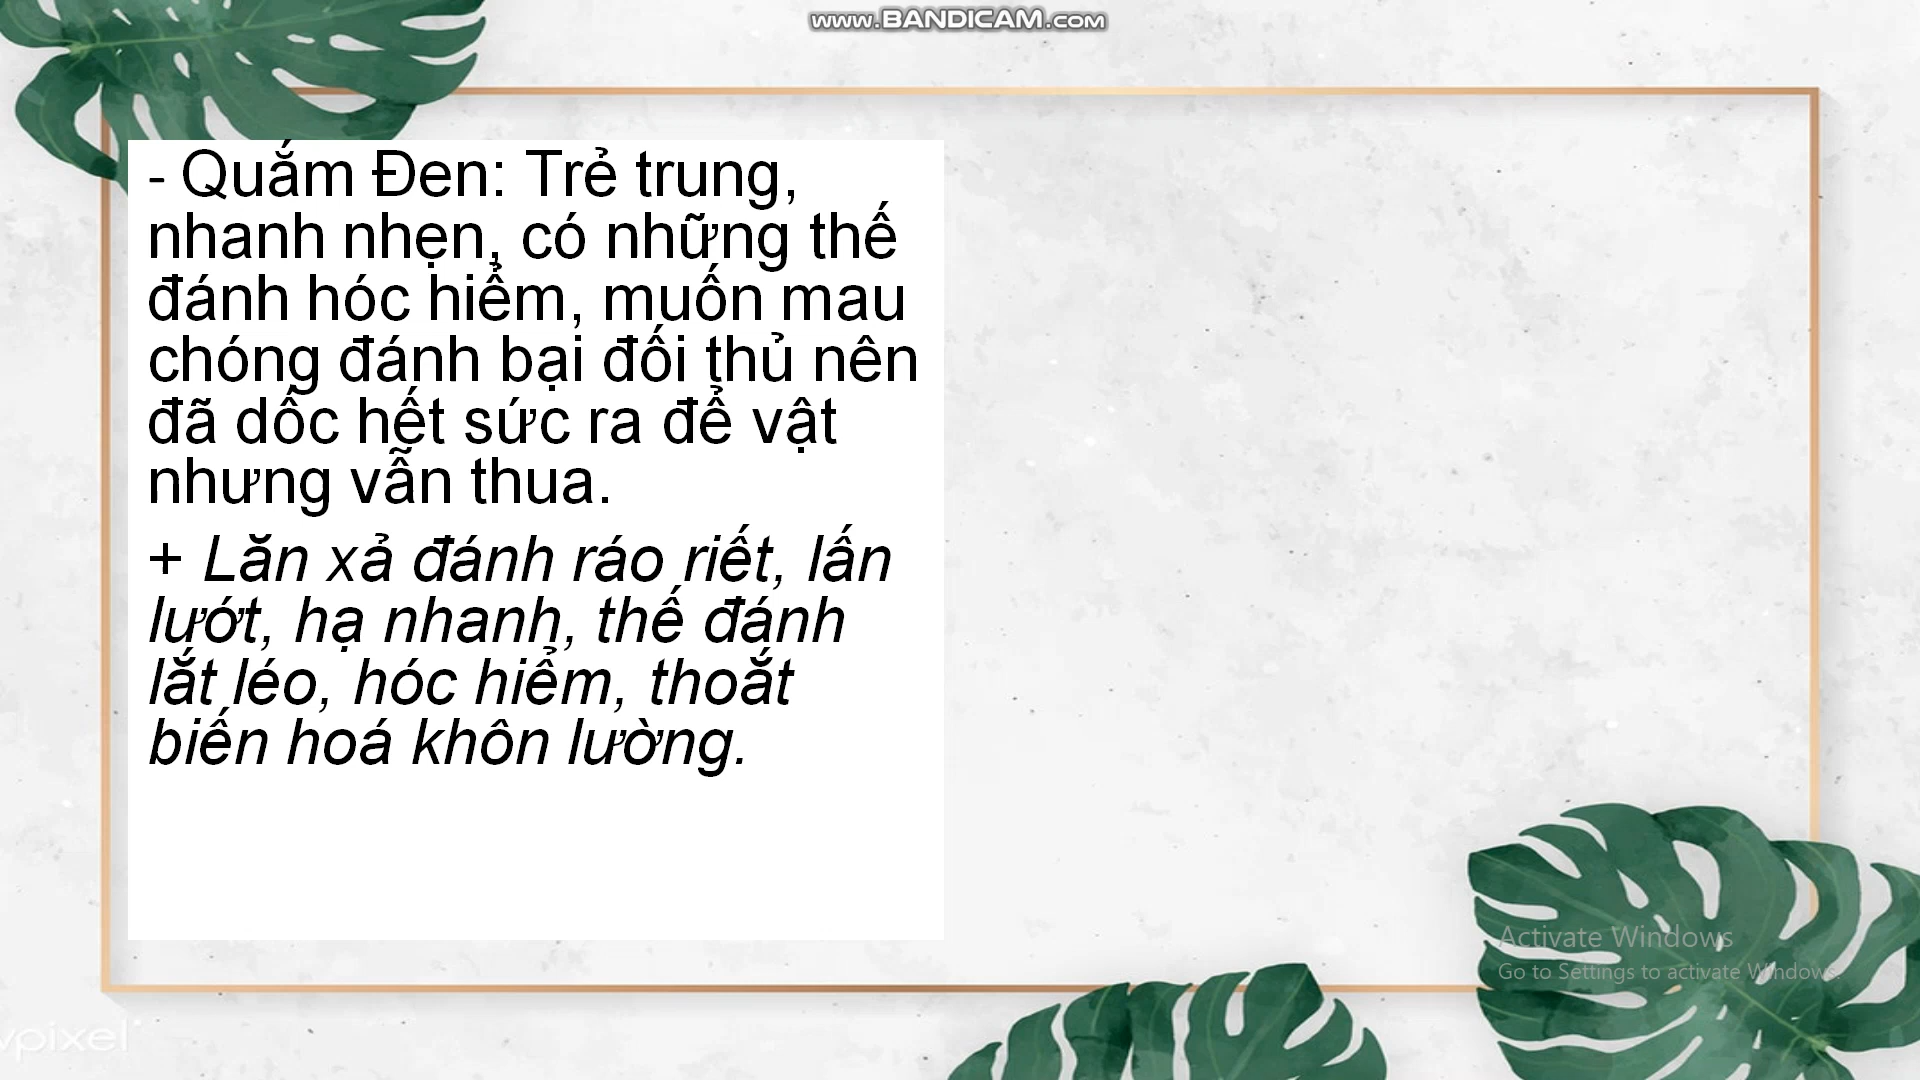 www.BANDICAM.com
- Quắm Đen: Trẻ trung,
nhanh nhẹn, có những thế
đánh hóc hiểm, muốn mau
chóng đánh bại đối thủ nên
đã dốc hết sức ra để vật
nhưng vẫn thua.
+ Lăn xả đánh ráo riết, lấn
lướt, hạ nhanh, thế đánh
lắt léo, hóc hiểm, thoắt
biến hoá khôn lường.
Activate Windows
Go to Settings to activate Windows.
vpixel